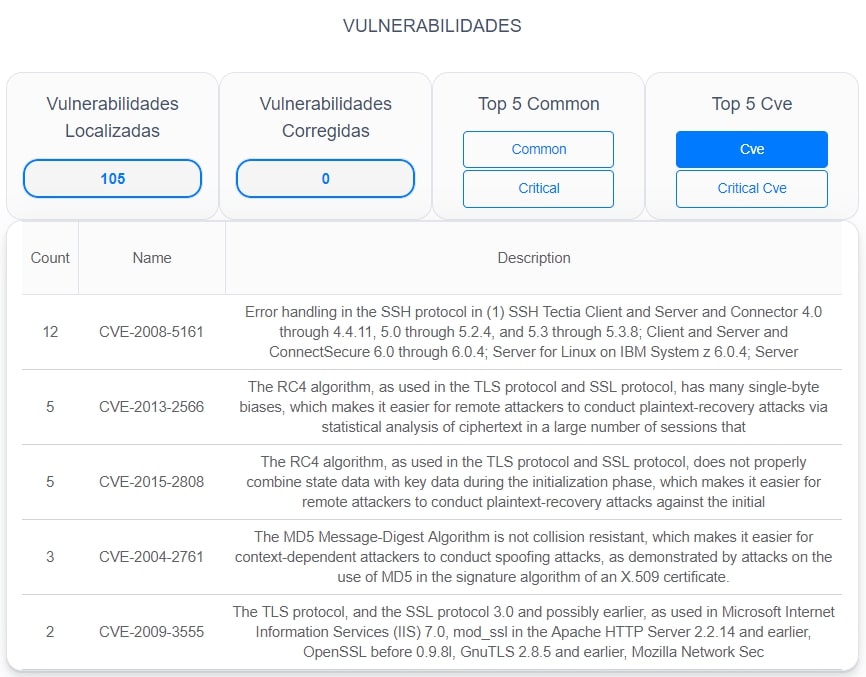 VULNERABILIDADES
Vulnerabilidades
Localizadas
105
Vulnerabilidades
Corregidas
0
Top 5 Common
Common
Critical
Top 5 Cve
Cve
Critical Cve
Count Name Description
12 CVE-2008-5161
Error handling in the SSH protocol in (1) SSH Tectia Client and Server and Connector 4.0
through 4.4.11, 5.0 through 5.2.4, and 5.3 through 5.3.8; Client and Server and
ConnectSecure 6.0 through 6.0.4; Server for Linux on IBM System z 6.0.4; Server
5 CVE-2013-2566
The RC4 algorithm, as used in the TLS protocol and SSL protocol, has many single-byte
biases, which makes it easier for remote attackers to conduct plaintext-recovery attacks via
statistical analysis of ciphertext in a large number of sessions that
5 CVE-2015-2808
The RC4 algorithm, as used in the TLS protocol and SSL protocol, does not properly
combine state data with key data during the initialization phase, which makes it easier for
remote attackers to conduct plaintext-recovery attacks against the initial
3 CVE-2004-2761
The MD5 Message-Digest Algorithm is not collision resistant, which makes it easier for
context-dependent attackers to conduct spoofing attacks, as demonstrated by attacks on the
use of MD5 in the signature algorithm of an X.509 certificate.
2 CVE-2009-3555
The TLS protocol, and the SSL protocol 3.0 and possibly earlier, as used in Microsoft Internet
Information Services (IIS) 7.0, mod_ssl in the Apache HTTP Server 2.2.14 and earlier,
OpenSSL before 0.9.8l, GnuTLS 2.8.5 and earlier, Mozilla Network Sec